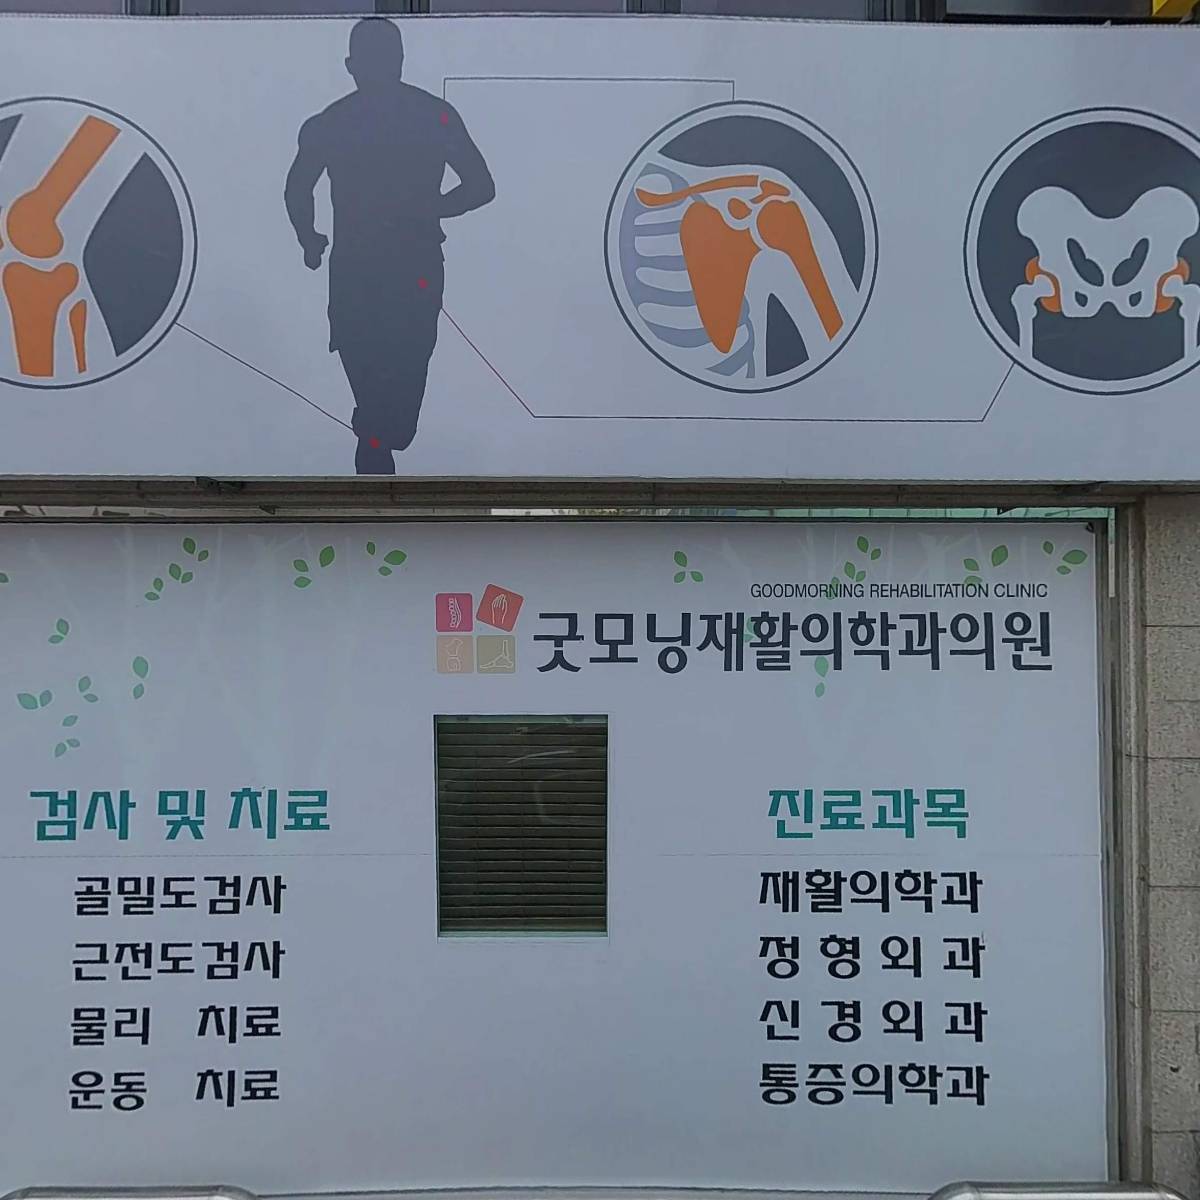 GOODMORNING REHABILITATION CLINIC
굿모닝재활의학과의원
검사 및 치료
골밀도검사
근전도검사
물리 치료
운동 치료
진료과목
재활의학과
정형외과
신경외과
통증의학과